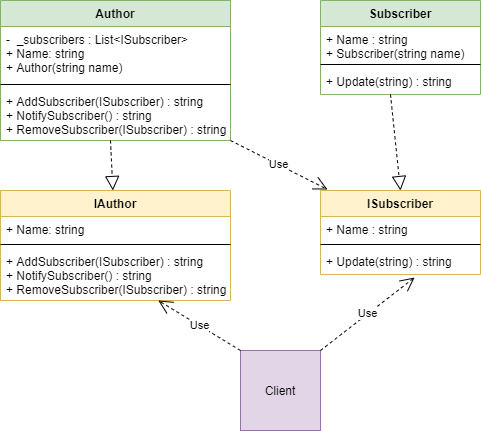 Author
- _subscribers : List<ISubscriber>
+ Name: string
+ Author(string name)
+ AddSubscriber(ISubscriber) : string
+ NotifySubscriber() : string
+ RemoveSubscriber(ISubscriber) : string
Subscriber
+ Name : string
+ Subscriber(string name)
+ Update(string) : string
Use
IAuthor
+ Name: string
+ AddSubscriber(ISubscriber) : string
+ NotifySubscriber() : string
+ RemoveSubscriber(ISubscriber) : string
ISubscriber
+ Name : string
+ Update(string) : string
Use
Use
Client